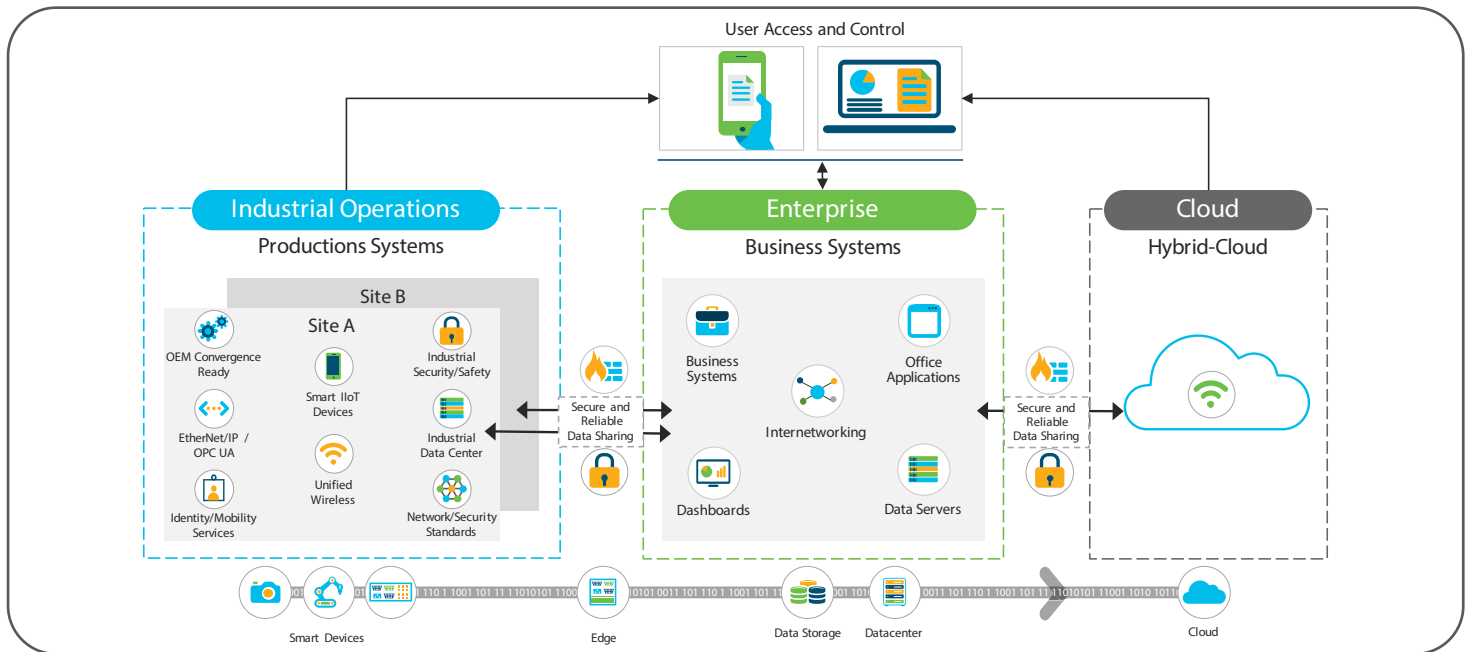 User Access and Control
Industrial Operations
Productions Systems
Site B
Site A
OEM Convergence
Ready
Smart IIoT
Devices
Industrial
Security/Safety
EtherNet/IP /
OPC UA
Industrial
Data Center
Identity/Mobility
Services
Unified
Wireless
Network/Security
Standards
Secure and
Reliable
Data Sharing
Enterprise
Business Systems
Business
Systems
Office
Applications
Internetworking
Dashboards
Data Servers
Secure and
Reliable
Data Sharing
Cloud
Hybrid-Cloud
Smart Devices
Edge
Data Storage
Datacenter
Cloud